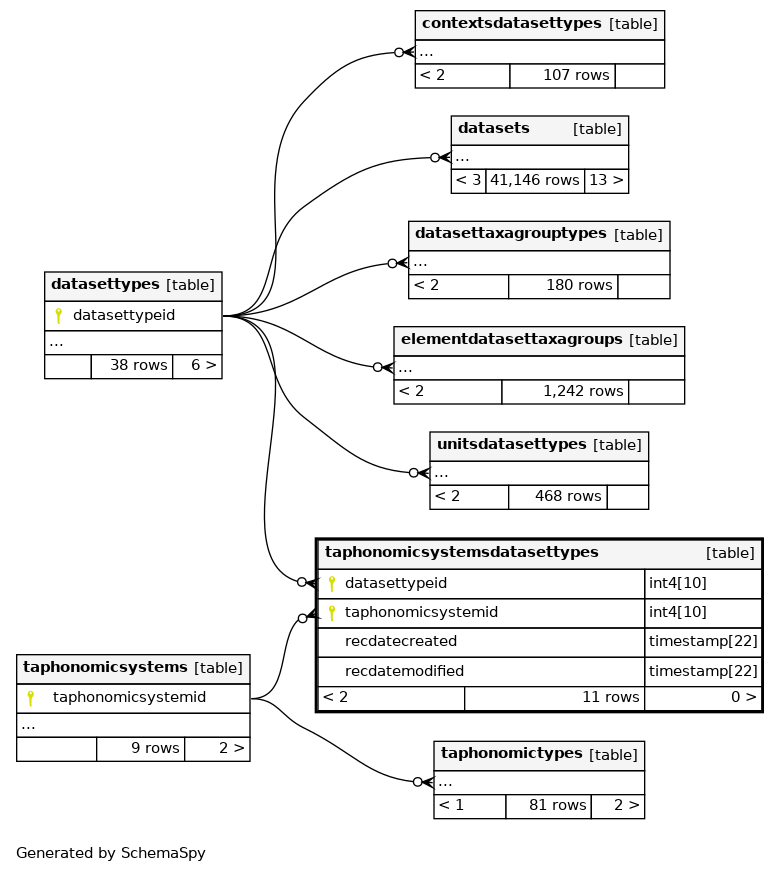 contextsdatasettypes [table]
...
< 2 107 rows
datasets [table]
...
< 3 41,146 rows 13 >
datasettaxagrouptypes [table]
...
< 2 180 rows
datasettypes [table]
datasettypeid
...
38 rows 6 >
elementdatasettaxagroups [table]
...
< 2 1,242 rows
unitsdatasettypes [table]
...
< 2 468 rows
taphonomicsystemsdatasettypes [table]
datasettypeid int4[10]
taphonomicsystemid int4[10]
recdatecreated timestamp[22]
recdatemodified timestamp[22]
< 2 11 rows 0 >
taphonomicsystems [table]
taphonomicsystemid
...
9 rows 2 >
taphonomictypes [table]
...
< 1 81 rows 2 >
Generated by SchemaSpy